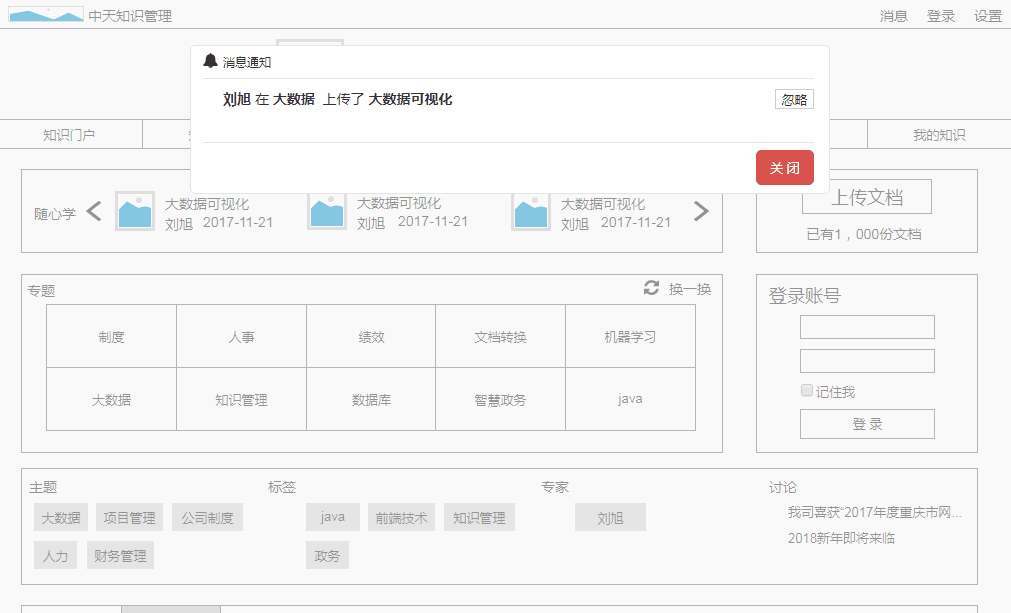 中天知识管理 消息 登录 设置
消息通知
刘旭 在 大数据 上传了 大数据可视化 忽略
关 闭
知识门户 我的知识
随心学 大数据可视化 大数据可视化 大数据可视化 上传文档
刘旭 2017-11-21 刘旭 2017-11-21 刘旭 2017-11-21
已有1，000份文档
专题 换一换 登录账号
制度 人事 绩效 文档转换 机器学习
大数据 知识管理 数据库 智慧政务 java
记住我
登 录
主题 标签 专家 讨论
大数据 项目管理 公司制度 java 前端技术 知识管理 刘旭 我司喜获“2017年度重庆市网...
人力 财务管理 政务 2018新年即将来临